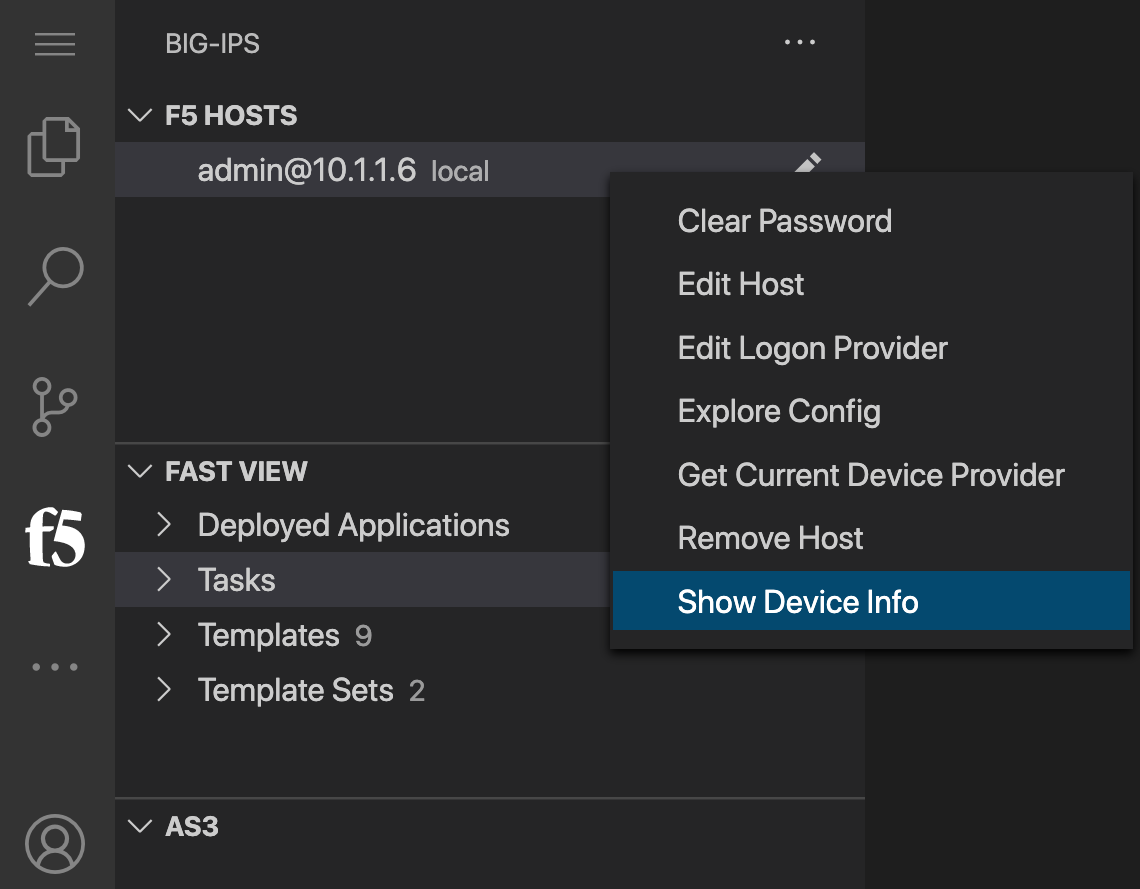 BIG-IPS
F5 HOSTS
admin@10.1.1.6 local
Clear Password
Edit Host
Edit Logon Provider
Explore Config
Get Current Device Provider
Remove Host
Show Device Info
FAST VIEW
Deployed Applications
Tasks
Templates 9
Template Sets 2
f5
AS3